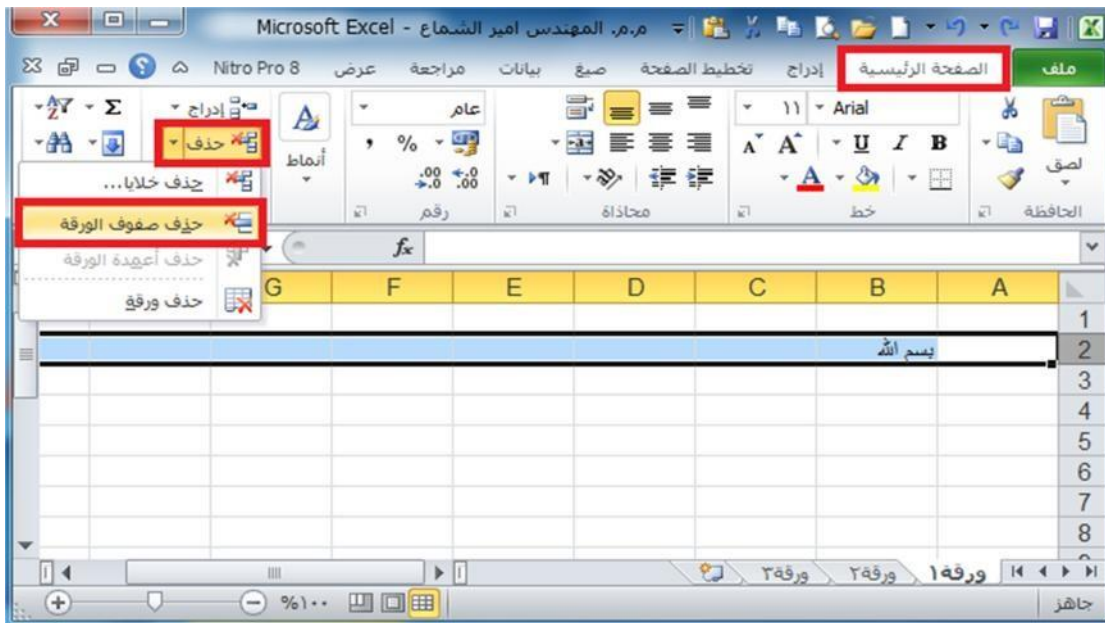 م.م. المهندس امير الشماع - Microsoft Excel
ملف الصفحة الرئيسية إدراج تخطيط الصفحة صيغ بيانات مراجعة عرض Nitro Pro 8
Arial ١١ عام إدراج
لصق B I U أنماط % حذف
الحافظة خط محاذاة رقم
حذف خلايا...
حذف صفوف الورقة
حذف أعمدة الورقة
حذف ورقة
fx
A B C D E F G
1
2 بسم الله
3
4
5
6
7
8
ورقة١ ورقة٢ ورقة٣
جاهز %١٠٠